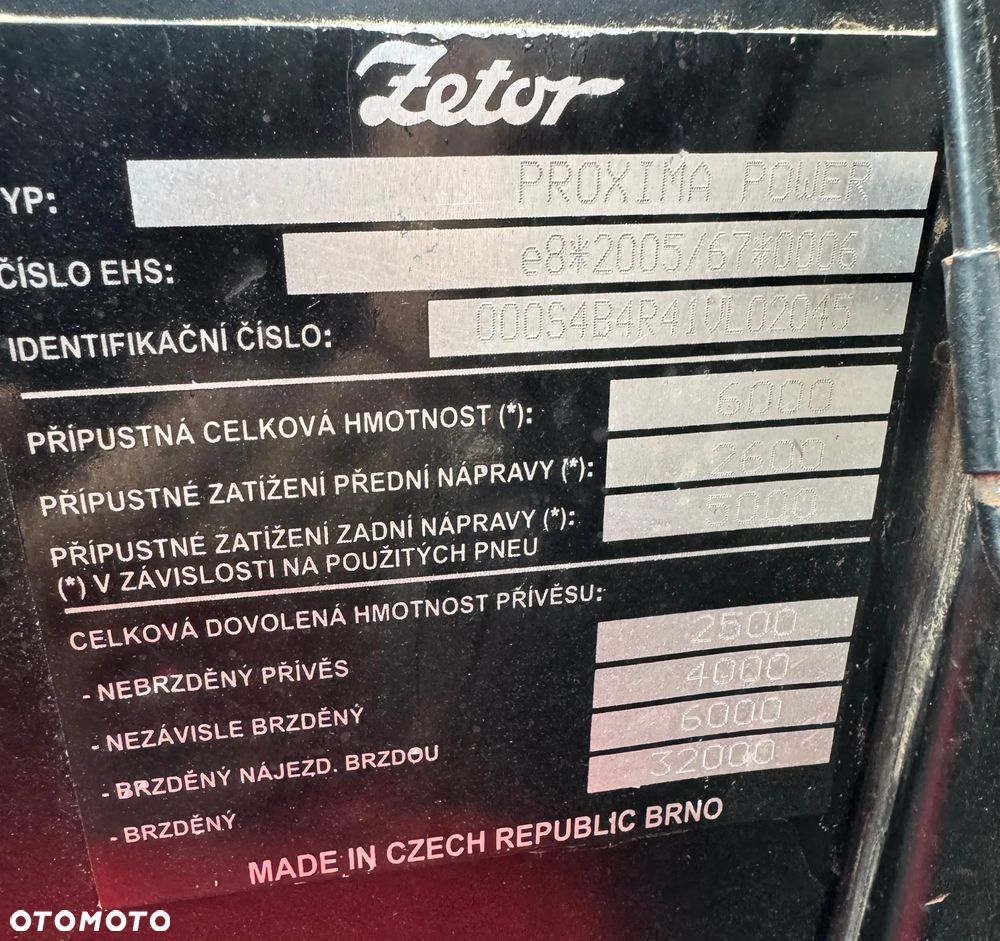 Zetor
YP: PROXIMA POWER
ČÍSLO EHS: e8*2005/67*0006
IDENTIFIKAČNÍ ČÍSLO: 000S4B4R41VL02045
PŘÍPUSTNÁ CELKOVÁ HMOTNOST (*): 6000
PŘÍPUSTNÉ ZATÍŽENÍ PŘEDNÍ NÁPRAVY (*): 2600
PŘÍPUSTNÉ ZATÍŽENÍ ZADNÍ NÁPRAVY (*): 5000
(*) V ZÁVISLOSTI NA POUŽITÝCH PNEU
CELKOVÁ DOVOLENÁ HMOTNOST PŘÍVĚSU:
- NEBRZDĚNÝ PŘÍVĚS 2500
- NEZÁVISLE BRZDĚNÝ 4000
- BRZDĚNÝ NÁJEZD. BRZDOU 6000
- BRZDĚNÝ 32000
MADE IN CZECH REPUBLIC BRNO
OTOMOTO